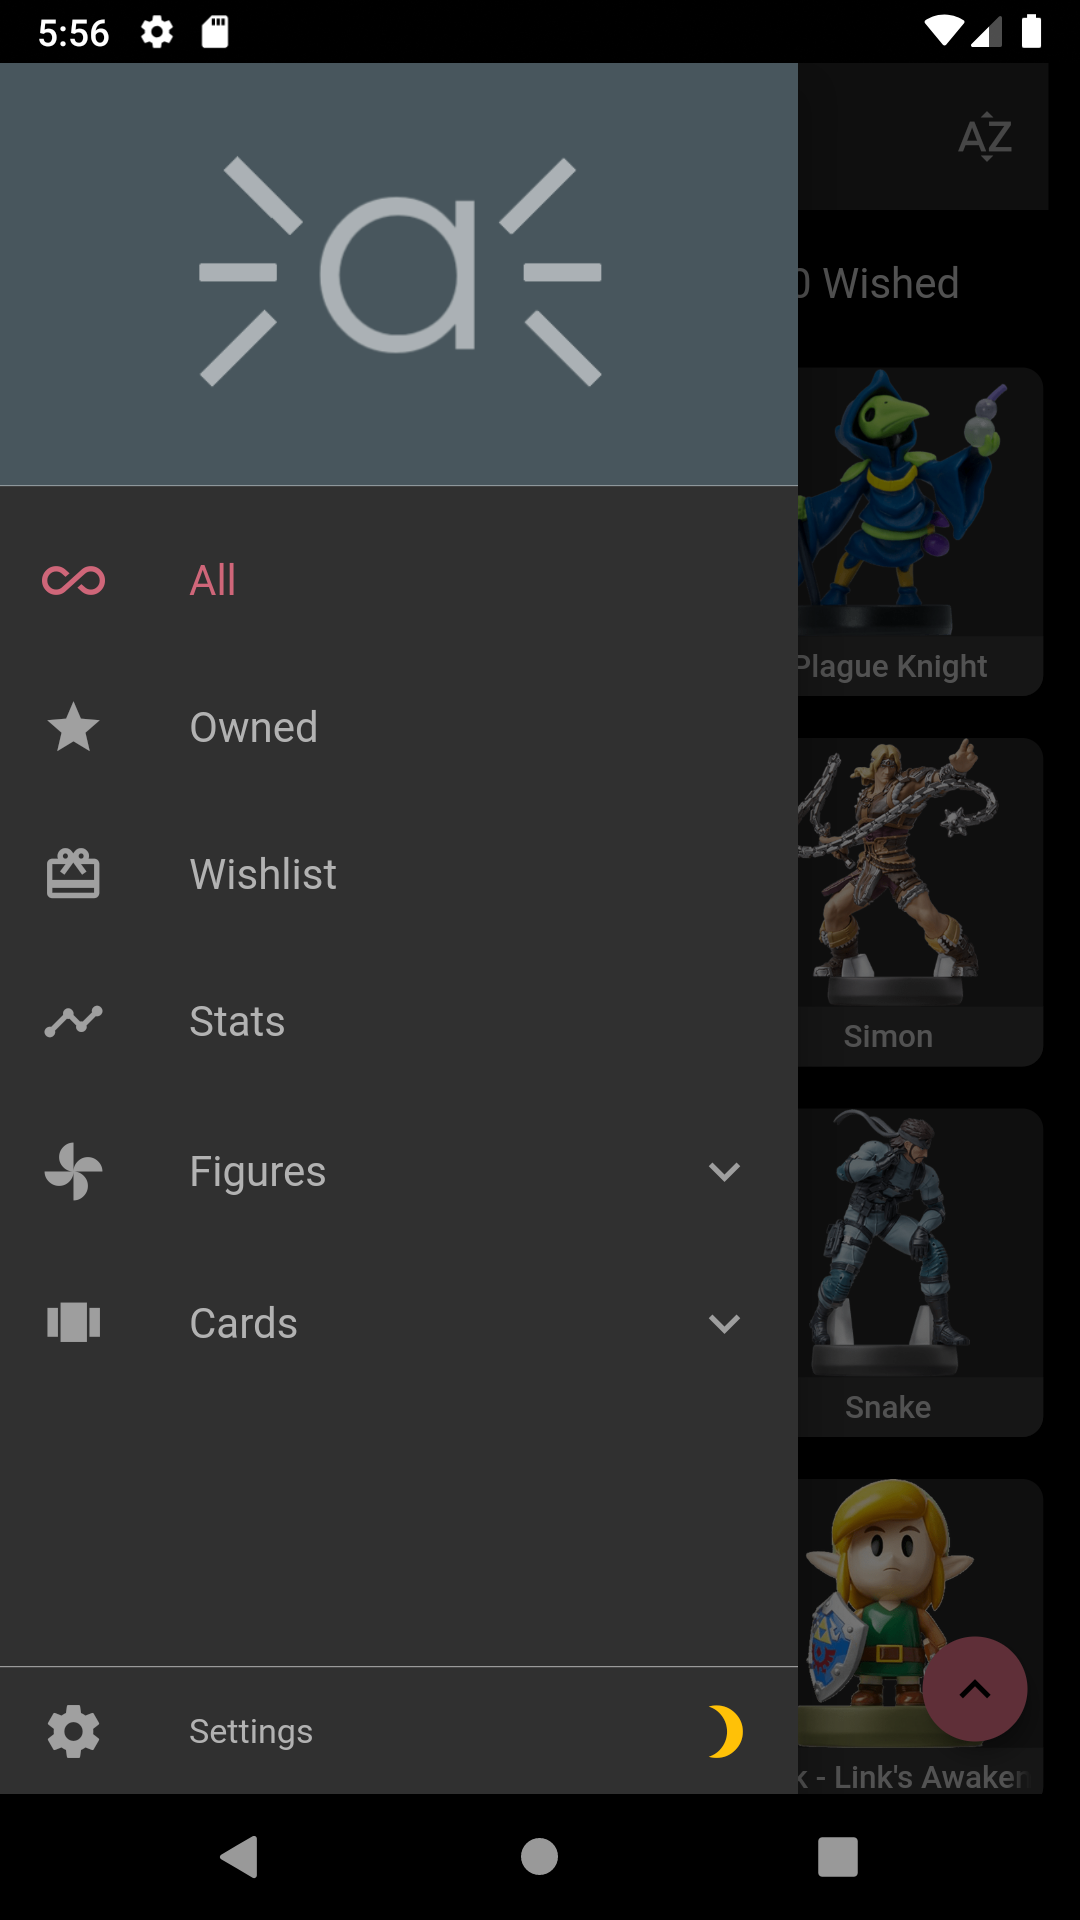 5:56
AZ
0 Wished
All
Plague Knight
Owned
Wishlist
Stats
Simon
Figures
Cards
Snake
Settings
k - Link's Awaken